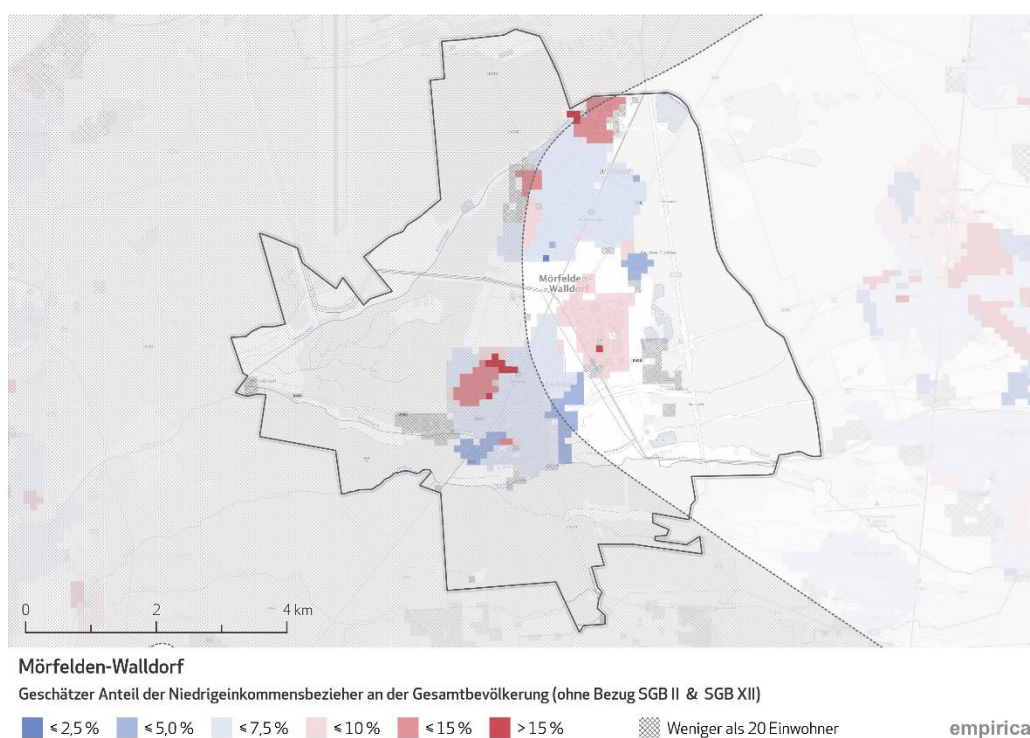 Walldorf
Mörfelden-
Walldorf
0 2 4 km
Mörfelden-Walldorf
Geschätzer Anteil der Niedrigeinkommensbezieher an der Gesamtbevölkerung (ohne Bezug SGB II & SGB XII)
≤ 2,5 % ≤ 5,0 % ≤ 7,5 % ≤ 10 % ≤ 15 % > 15 % Weniger als 20 Einwohner
empirica